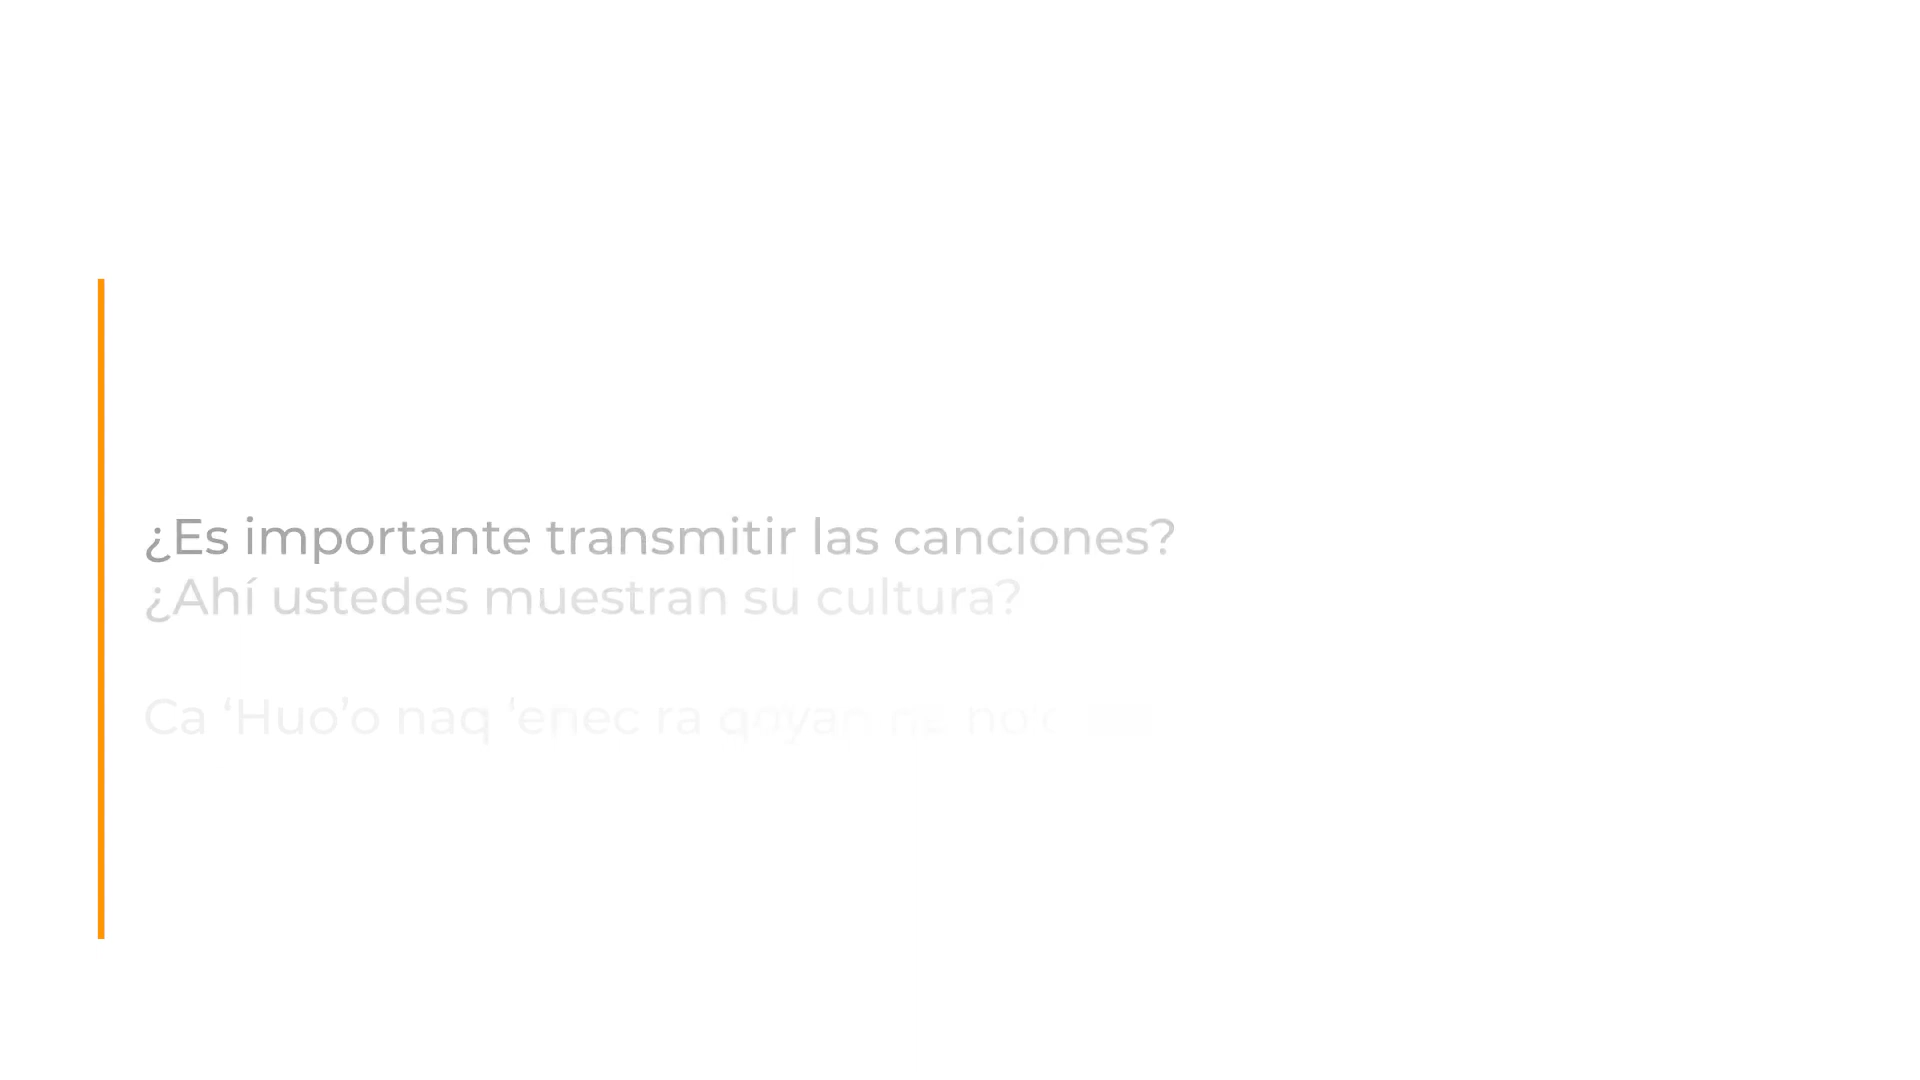 ¿Es importante transmitir las canciones?
¿Ahí ustedes muestran su cultura?
Ca ‘Huo’o naq ’enec ra